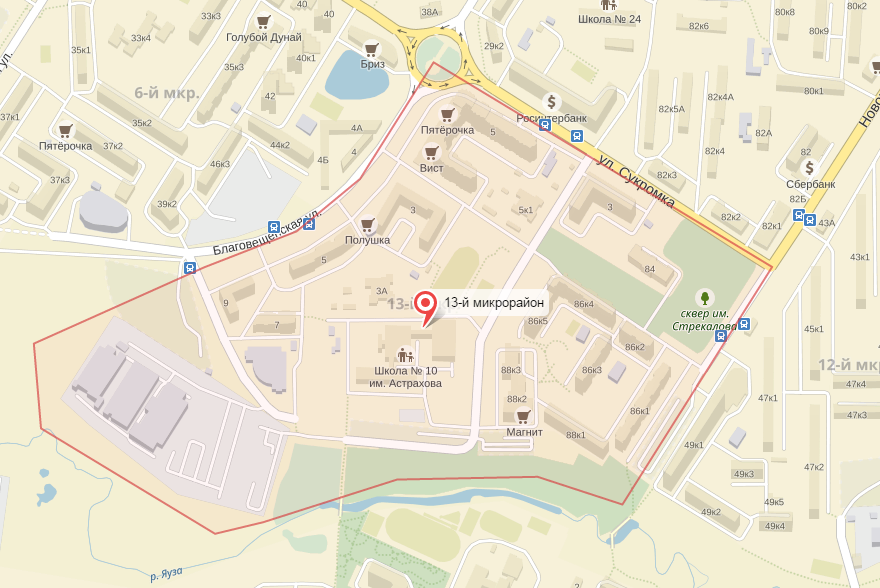 38А
Школа № 24
80к8
80к9
82к6
33к4
33к3
Голубой Дунай
40к1
35к1
35к3
Бриз
29к2
6-й мкр.
42
80к1
Росинтербанк
82к5А
82к4А
37к1
35к2
Пятёрочка
5
4А
82А
Ново
Пятёрочка
37к2
44к2
4Б
4
Вист
ул. Сукромка
82к4
82
Сбербанк
46к3
37к3
82к3
82Б
39к2
3
5к1
3
82к2
82к1
43А
Благовещенская ул.
Полушка
5
84
43к1
3А
9
13-й микрорайон
86к4
сквер им.
Стрекалова
7
86к5
45к1
86к2
Школа № 10
им. Астрахова
88к3
86к3
12-й мкр
47к4
88к2
86к1
47к1
47к3
Магнит
88к1
49к1
47к2
49к3
49к5
49к2
49к4
р. Яуза